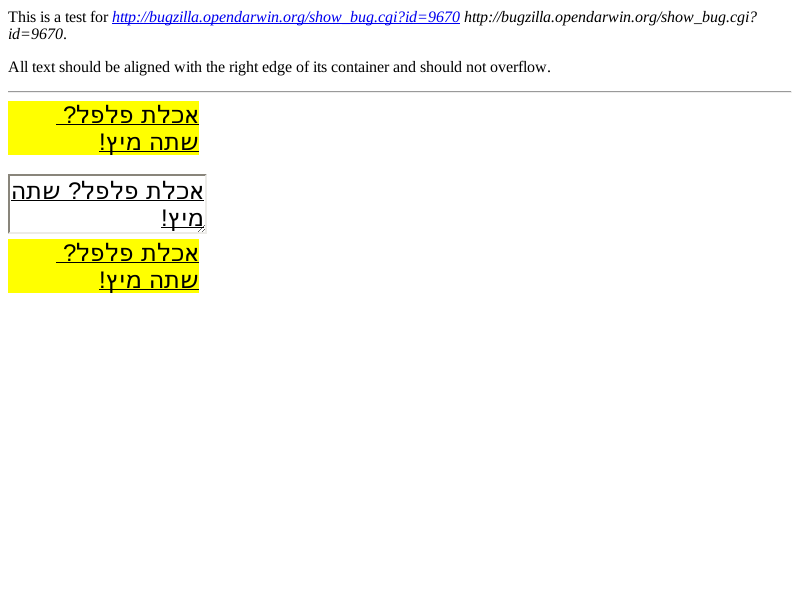 This is a test for http://bugzilla.opendarwin.org/show_bug.cgi?id=9670 http://bugzilla.opendarwin.org/show_bug.cgi?
id=9670.
All text should be aligned with the right edge of its container and should not overflow.
אכלת פלפל?
שתה מיץ!
אכלת פלפל? שתה
מיץ!
אכלת פלפל?
שתה מיץ!